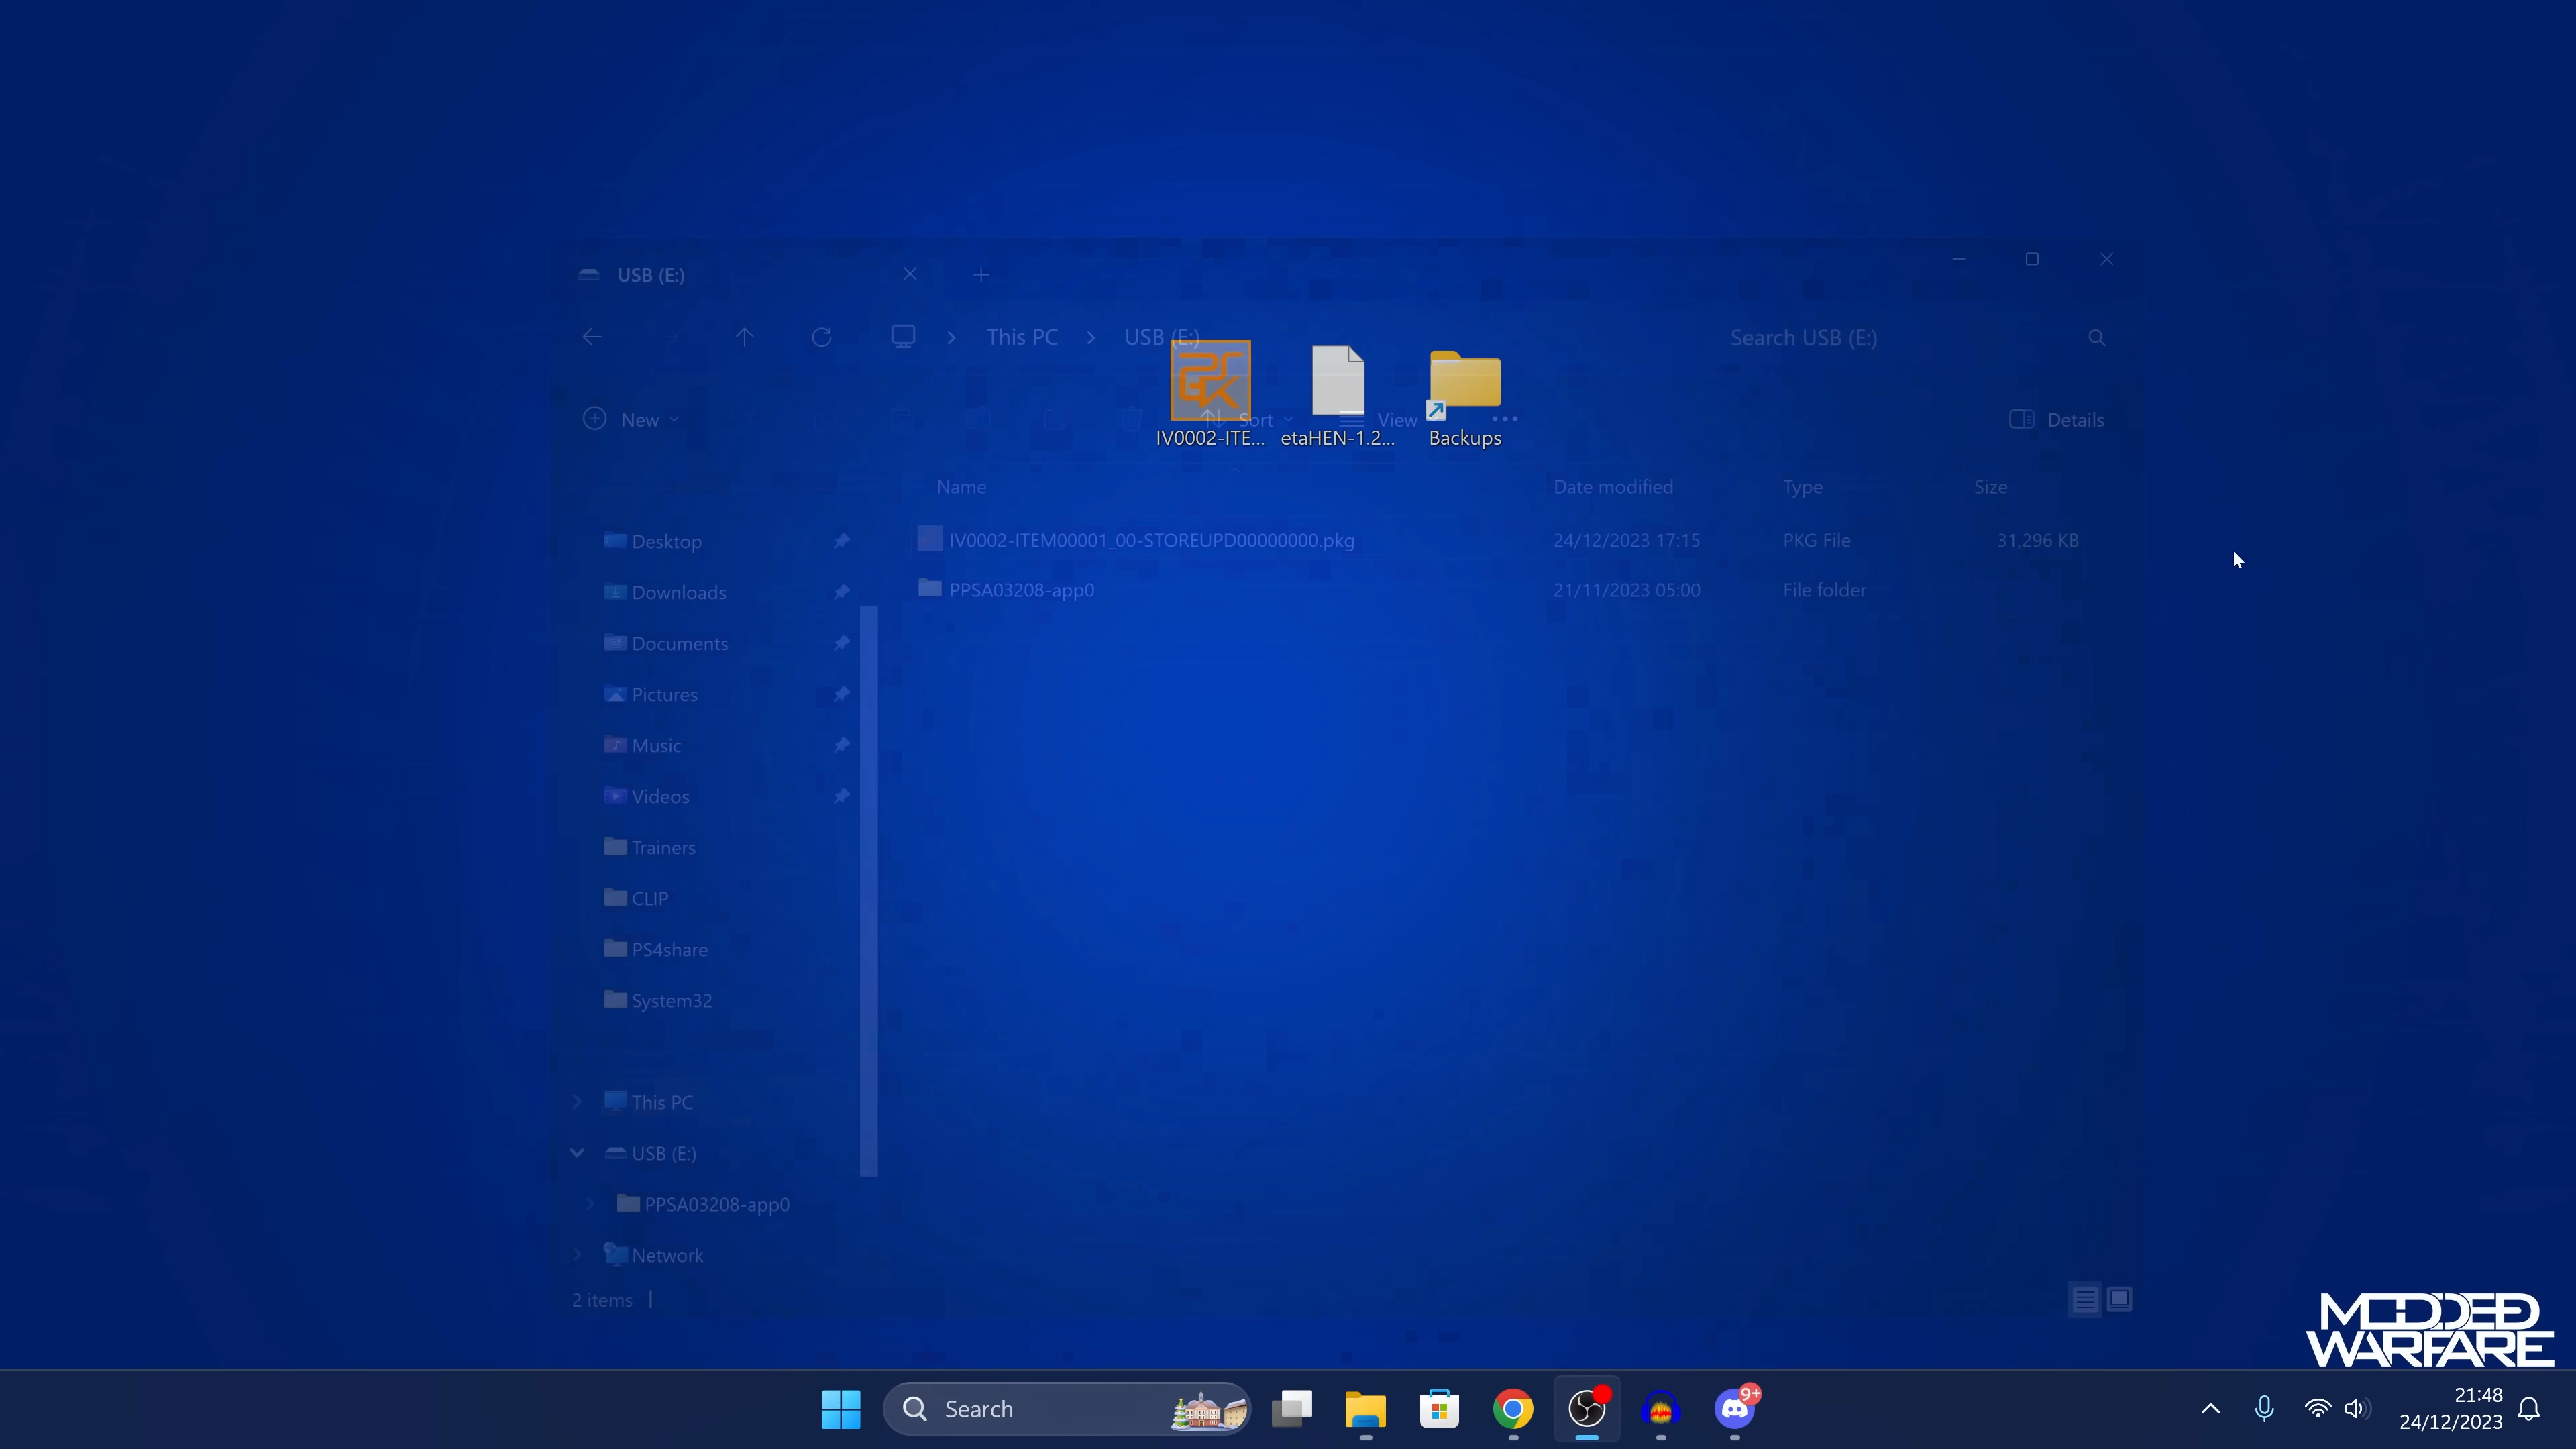 USB (E:)
This PC
USB (E:)
Search USB (E:)
New
Sort
View
Details
IV0002-ITE...
etaHEN-1.2...
Backups
Name
Date modified
Type
Size
IV0002-ITEM00001_00-STOREUPD00000000.pkg
24/12/2023 17:15
PKG File
31,296 KB
PPSA03208-app0
21/11/2023 05:00
File folder
Desktop
Downloads
Documents
Pictures
Music
Videos
Trainers
CLIP
PS4share
System32
This PC
USB (E:)
PPSA03208-app0
Network
2 items
MODDED
WARFARE
Search
9+
21:48
24/12/2023